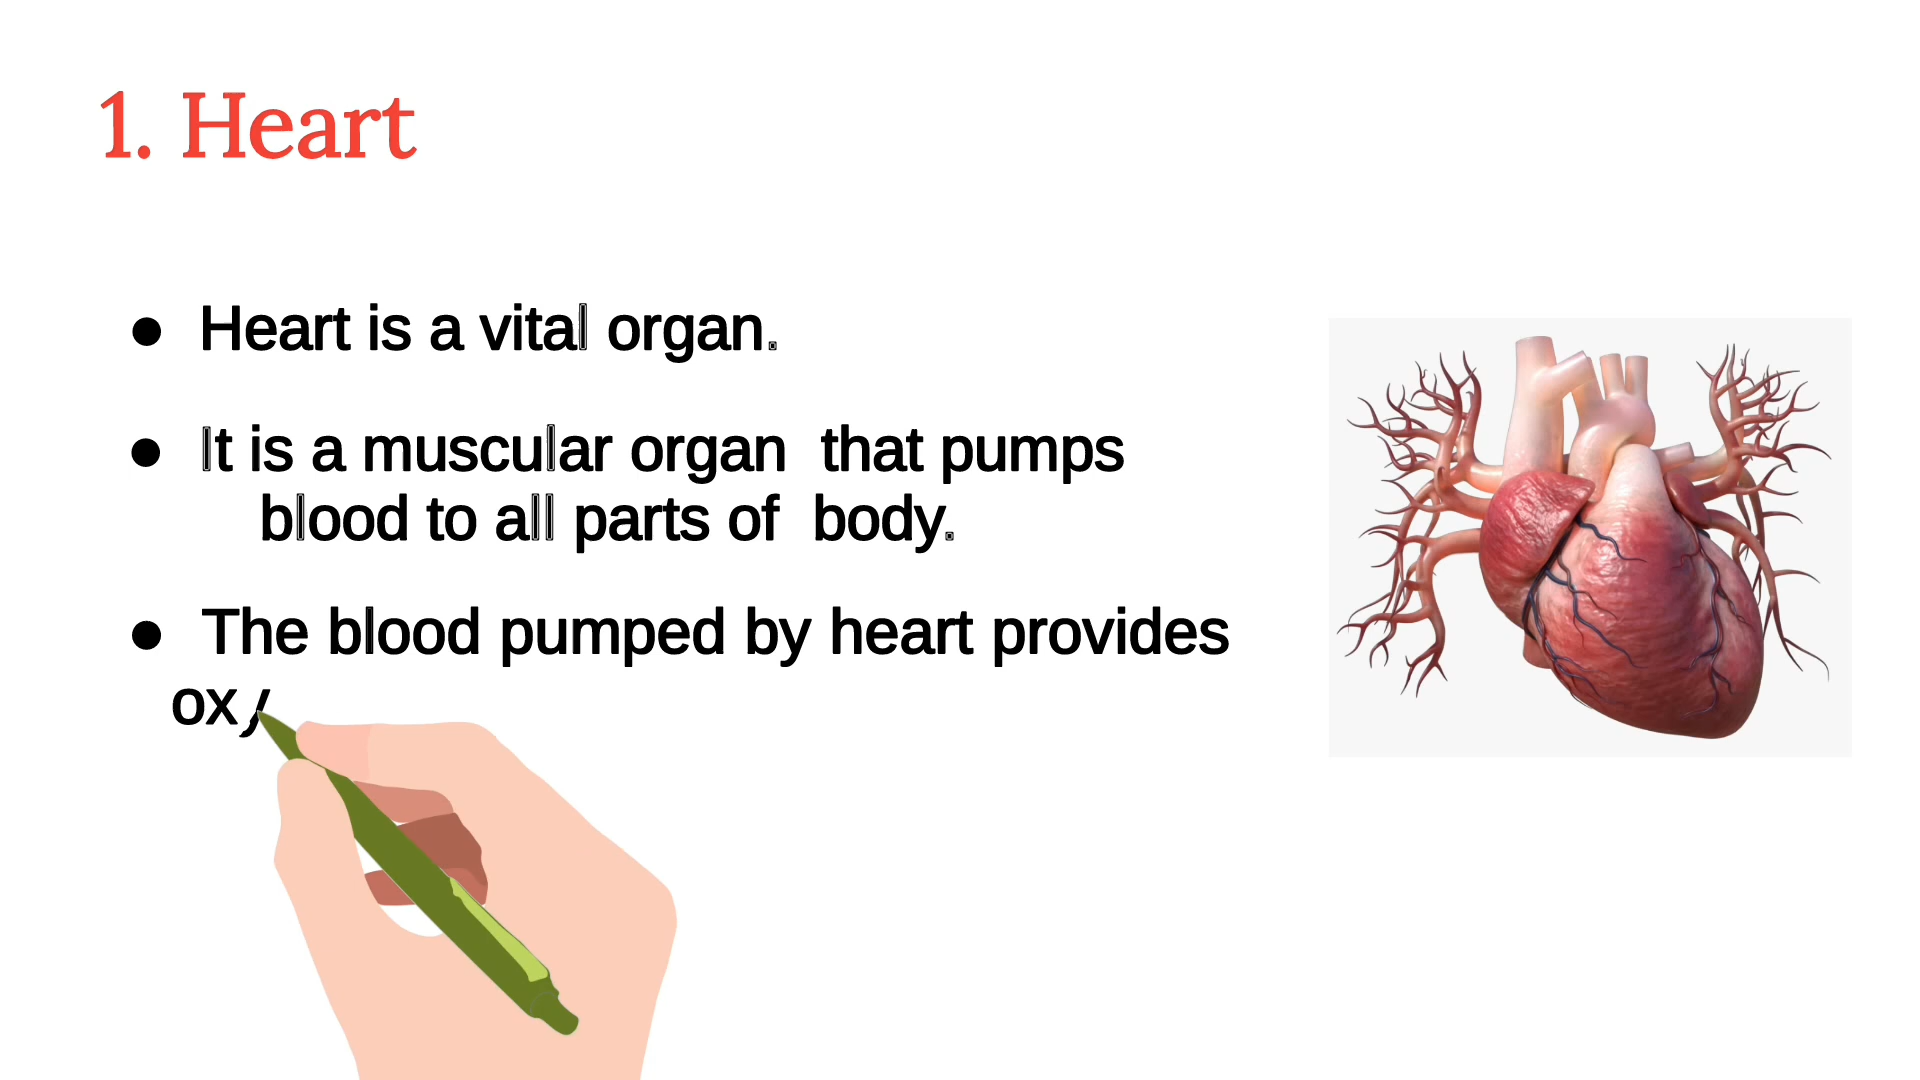 1. Heart
● Heart is a vital organ.
● It is a muscular organ that pumps
blood to all parts of body.
● The blood pumped by heart provides
oxy